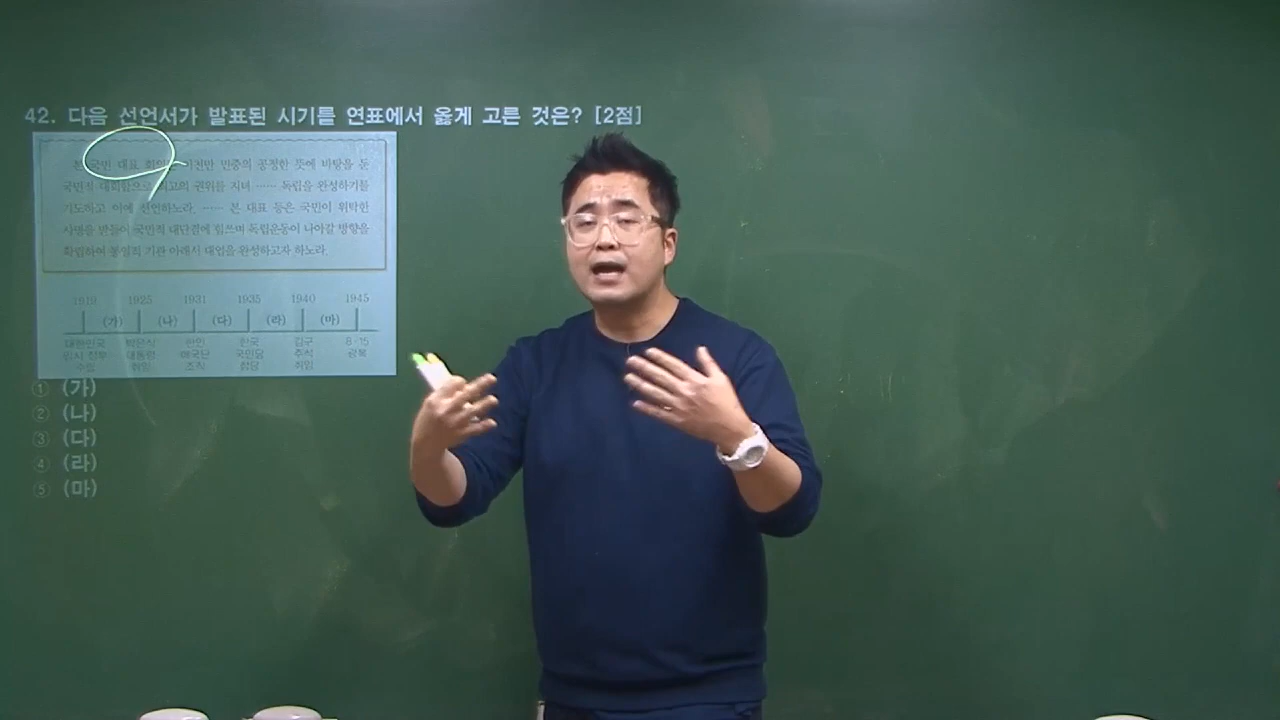 42. 다음 선언서가 발표된 시기를 연표에서 옳게 고른 것은? [2점]
본 국민 대표 회의는 이천만 민중의 공정한 뜻에 바탕을 둔
국민적 대회합으로 최고의 권위를 지녀 …… 독립을 완성하기를
기도하고 이에 선언하노라. …… 본 대표 등은 국민이 위탁한
사명을 받들어 국민적 대단결에 힘쓰며 독립운동이 나아갈 방향을
확립하여 통일적 기관 아래서 대업을 완성하고자 하노라.
1919 1925 1931 1935 1940 1945
(가) (나) (다) (라) (마)
대한민국 박은식 한인 한국 김구 8·15
임시 정부 대통령 애국단 국민당 주석 광복
수립 취임 조직 창당 취임
① (가)
② (나)
③ (다)
④ (라)
⑤ (마)